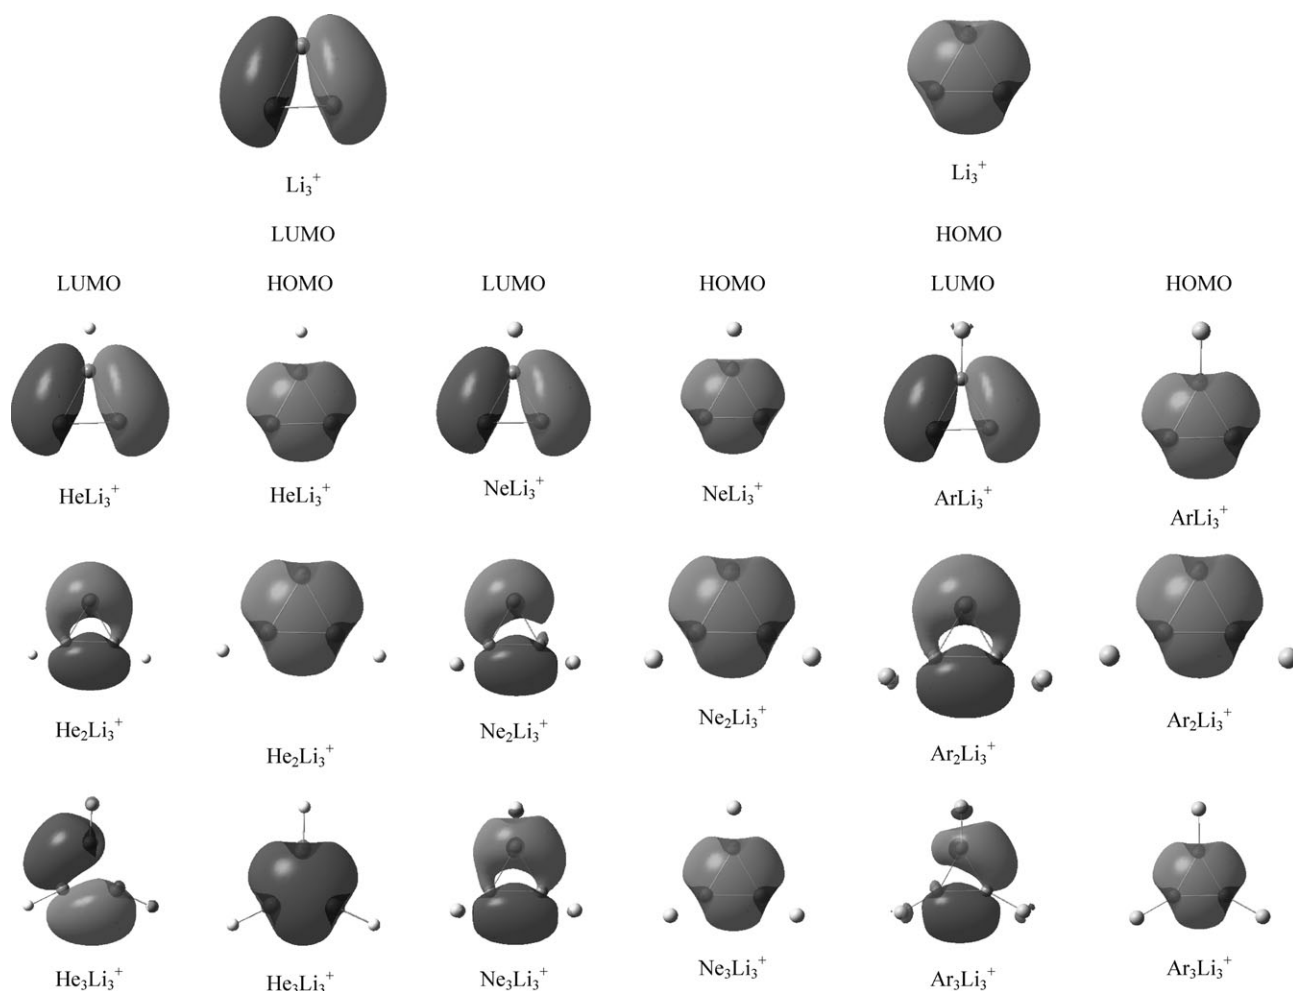 Li₃⁺ Li₃⁺
LUMO HOMO
LUMO HOMO LUMO HOMO LUMO HOMO
HeLi₃⁺ HeLi₃⁺ NeLi₃⁺ NeLi₃⁺ ArLi₃⁺ ArLi₃⁺
He₂Li₃⁺ He₂Li₃⁺ Ne₂Li₃⁺ Ne₂Li₃⁺ Ar₂Li₃⁺ Ar₂Li₃⁺
He₃Li₃⁺ He₃Li₃⁺ Ne₃Li₃⁺ Ne₃Li₃⁺ Ar₃Li₃⁺ Ar₃Li₃⁺